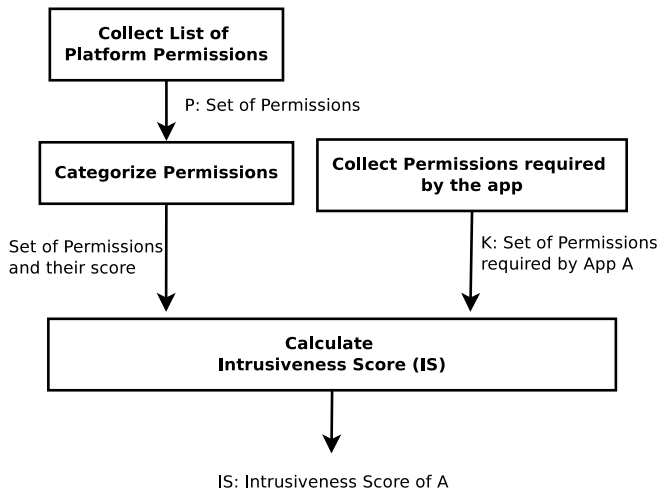 Collect List of
Platform Permissions
P: Set of Permissions
Categorize Permissions
Collect Permissions required
by the app
Set of Permissions
and their score
K: Set of Permissions
required by App A
Calculate
Intrusiveness Score (IS)
IS: Intrusiveness Score of A